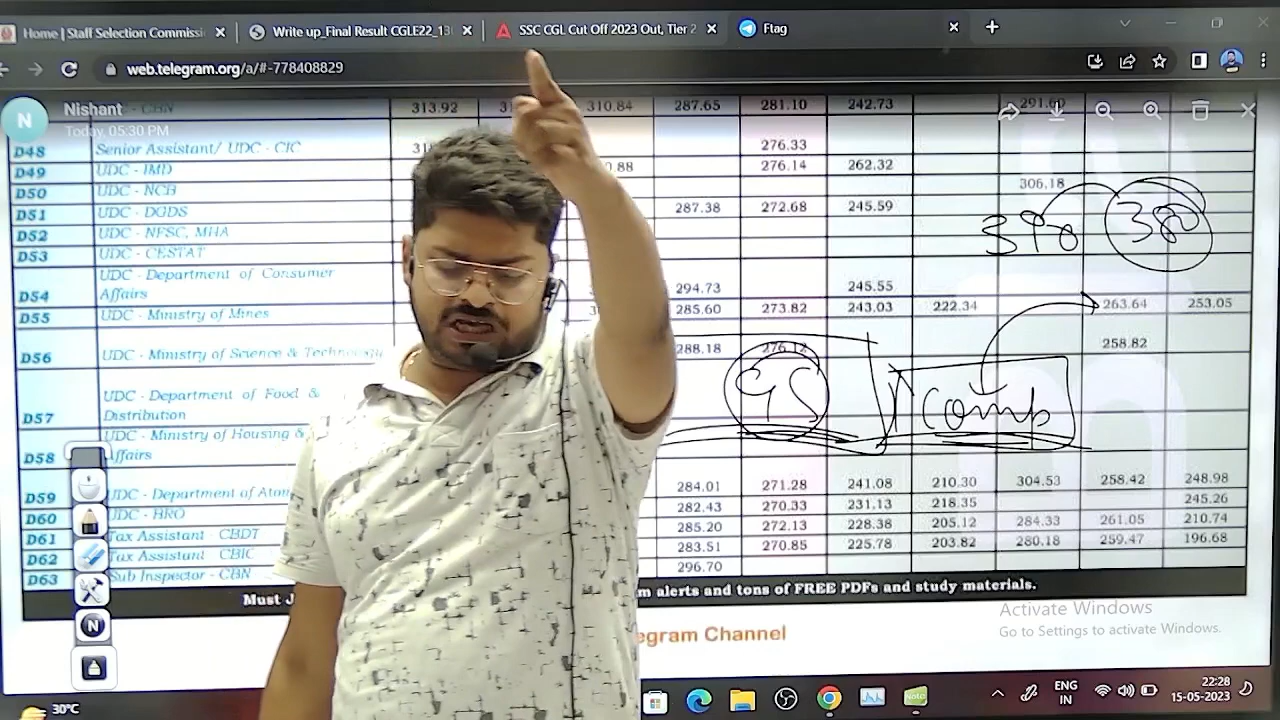 Home | Staff Selection Commissi
Write up_Final Result CGLE22_13
SSC CGL Cut Off 2023 Out, Tier 2
Ftag
web.telegram.org/a/#-778408829
N
Nishant
Today, 05:30 PM
CBN 313.92 310.84 287.65 281.10 242.73
D48 Senior Assistant/ UDC - CIC 276.33
D49 UDC - IMD 276.14 262.32
D50 UDC - NCB 306.18
D51 UDC - DGDS 287.38 272.68 245.59
D52 UDC - NFSC, MHA
390 380
D53 UDC - CESTAT
D54 UDC - Department of Consumer
Affairs 294.73 245.55
D55 UDC - Ministry of Mines 285.60 273.82 243.03 222.34 263.64 253.05
D56 UDC - Ministry of Science & Technology 288.18 276.12 258.82
GS Comp
D57 UDC - Department of Food &
Distribution
D58 UDC - Ministry of Housing &
Affairs
D59 UDC - Department of Atom 284.01 271.28 241.08 210.30 304.53 258.42 248.98
D60 UDC - BRO 282.43 270.33 231.13 218.35 245.26
D61 Tax Assistant - CBDT 285.20 272.13 228.38 205.12 284.33 261.05 210.74
D62 Tax Assistant - CBIC 283.51 270.85 225.78 203.82 280.18 259.47 196.68
D63 Sub Inspector - CBN 296.70
Must J m alerts and tons of FREE PDFs and study materials.
egram Channel
Activate Windows
Go to Settings to activate Windows.
N
30°C
ENG
IN
22:28
15-05-2023